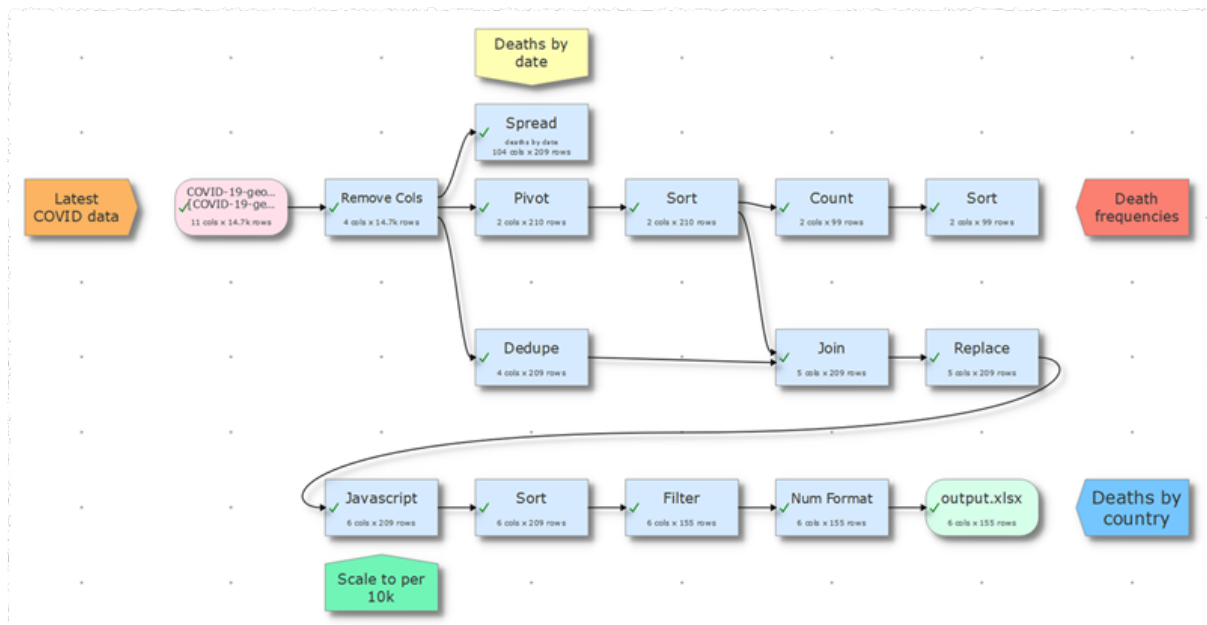 Deaths by
date
Spread
deaths by date
104 cols x 209 rows
Latest
COVID data
COVID-19-geo...
{COVID-19-ge...
11 cols x 14.7k rows
Remove Cols
4 cols x 14.7k rows
Pivot
2 cols x 210 rows
Sort
2 cols x 210 rows
Count
2 cols x 99 rows
Sort
2 cols x 99 rows
Death
frequencies
Dedupe
4 cols x 209 rows
Join
5 cols x 209 rows
Replace
5 cols x 209 rows
Javascript
6 cols x 209 rows
Sort
6 cols x 209 rows
Filter
6 cols x 155 rows
Num Format
6 cols x 155 rows
output.xlsx
6 cols x 155 rows
Deaths by
country
Scale to per
10k